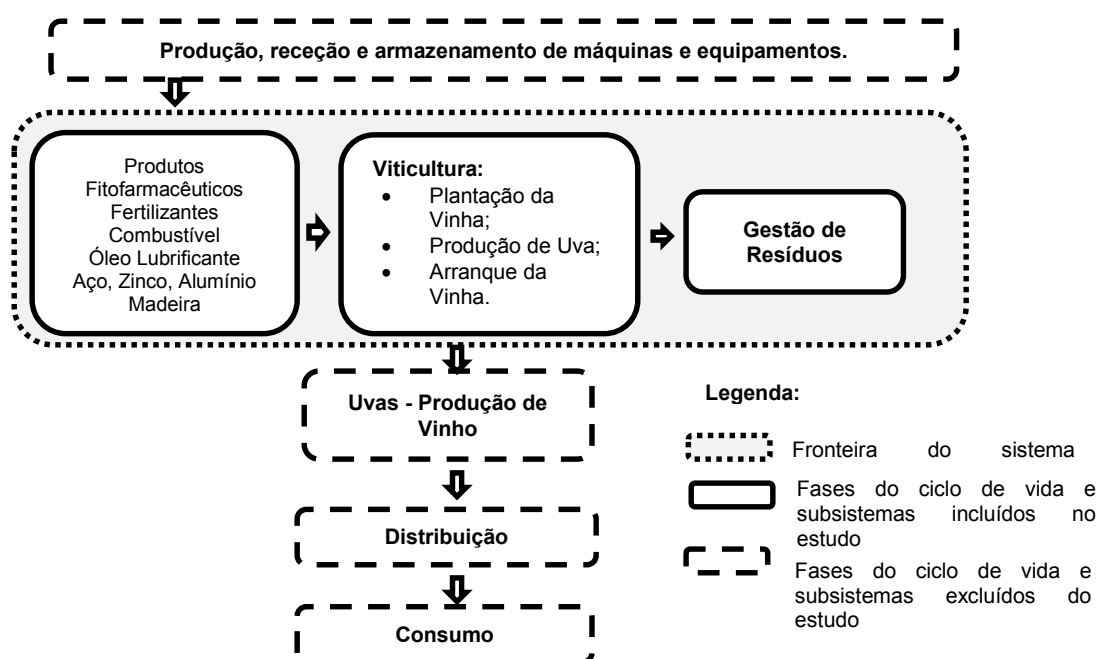 Produção, receção e armazenamento de máquinas e equipamentos.
Produtos
Fitofarmacêuticos
Fertilizantes
Combustível
Óleo Lubrificante
Aço, Zinco, Alumínio
Madeira
Viticultura:
• Plantação da
Vinha;
• Produção de Uva;
• Arranque da
Vinha.
Gestão de
Resíduos
Uvas - Produção de
Vinho
Distribuição
Consumo
Legenda:
Fronteira do sistema
Fases do ciclo de vida e
subsistemas incluídos no
estudo
Fases do ciclo de vida e
subsistemas excluídos do
estudo